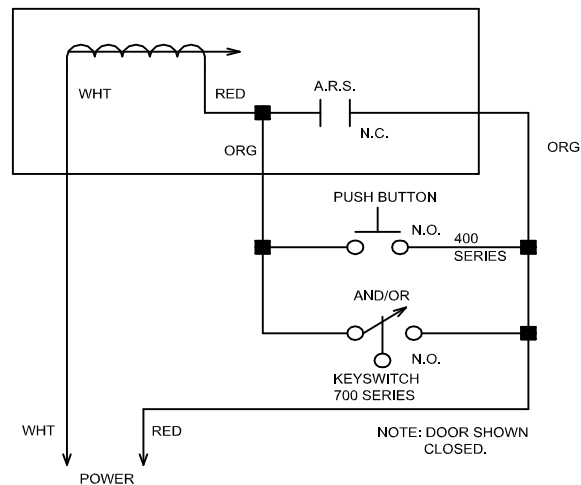 A.R.S.
WHT
RED
N.C.
ORG
ORG
PUSH BUTTON
N.O.
400
SERIES
AND/OR
N.O.
KEYSWITCH
700 SERIES
WHT
RED
NOTE: DOOR SHOWN
CLOSED.
POWER